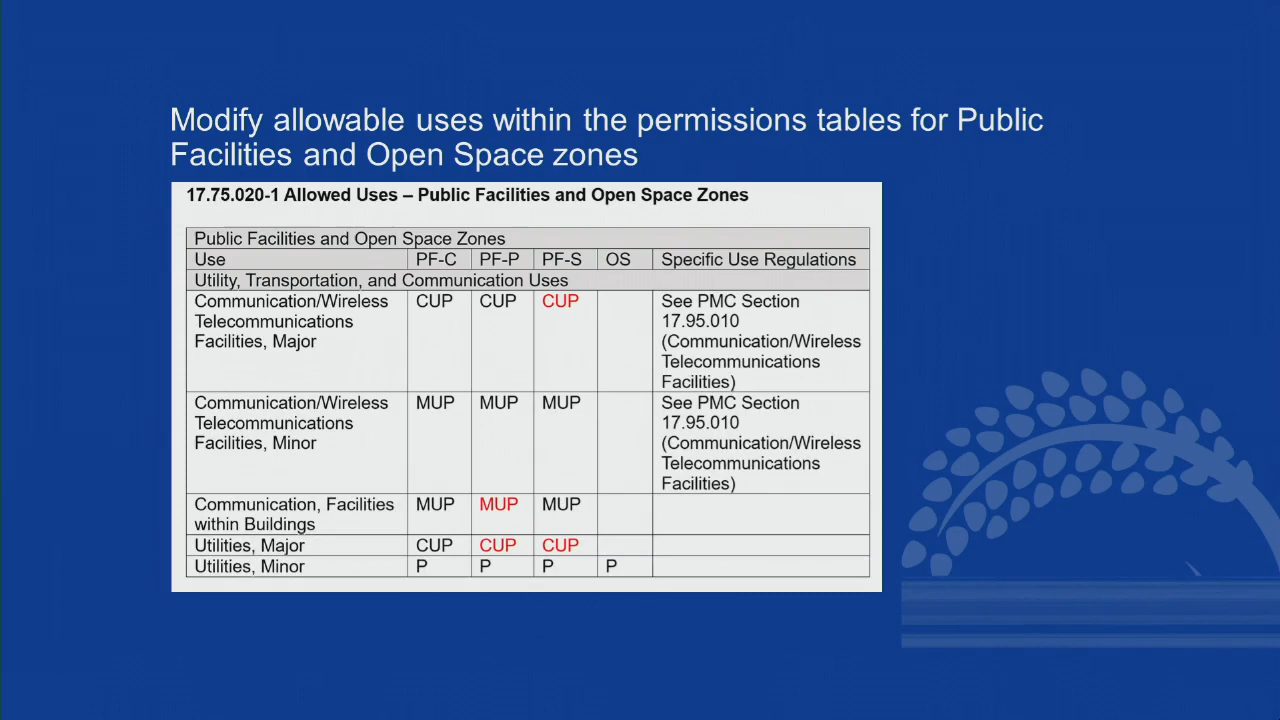 Modify allowable uses within the permissions tables for Public
Facilities and Open Space zones
17.75.020-1 Allowed Uses – Public Facilities and Open Space Zones
Public Facilities and Open Space Zones
Use PF-C PF-P PF-S OS Specific Use Regulations
Utility, Transportation, and Communication Uses
Communication/Wireless CUP CUP CUP See PMC Section
Telecommunications 17.95.010
Facilities, Major (Communication/Wireless
Telecommunications
Facilities)
Communication/Wireless MUP MUP MUP See PMC Section
Telecommunications 17.95.010
Facilities, Minor (Communication/Wireless
Telecommunications
Facilities)
Communication, Facilities MUP MUP MUP
within Buildings
Utilities, Major CUP CUP CUP
Utilities, Minor P P P P